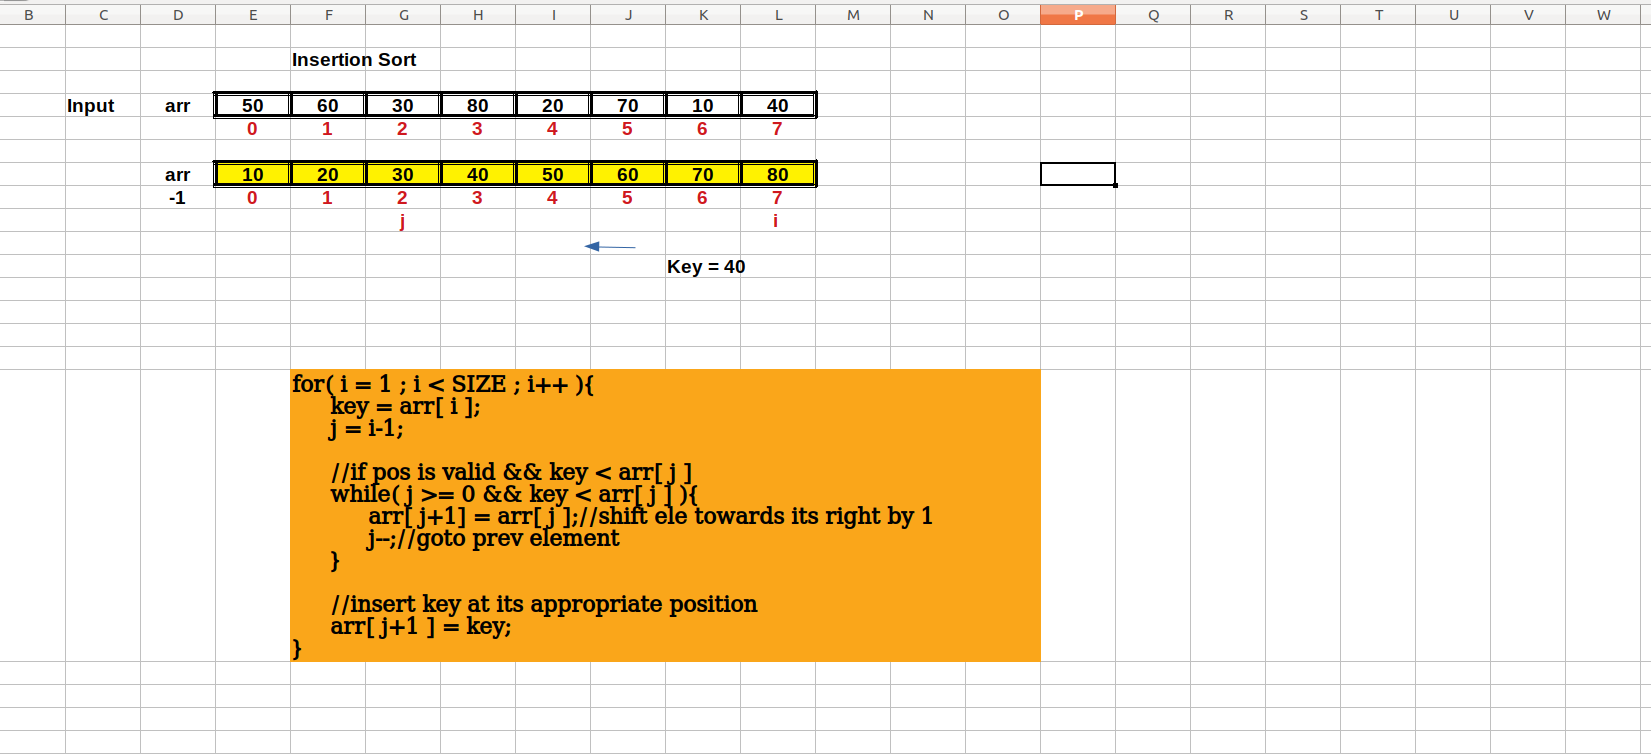 B C D E F G H I J K L M N O P Q R S T U V W
Insertion Sort
Input arr 50 60 30 80 20 70 10 40
0 1 2 3 4 5 6 7
arr 10 20 30 40 50 60 70 80
-1 0 1 2 3 4 5 6 7
j i
Key = 40
for( i = 1 ; i < SIZE ; i++ ){
key = arr[ i ];
j = i-1;
//if pos is valid && key < arr[ j ]
while( j >= 0 && key < arr[ j ] ){
arr[ j+1] = arr[ j ];//shift ele towards its right by 1
j--;//goto prev element
}
//insert key at its appropriate position
arr[ j+1 ] = key;
}